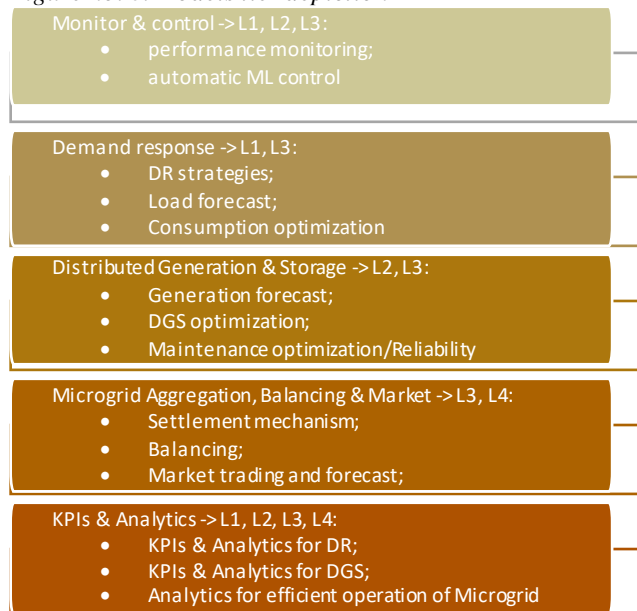 Monitor & control -> L1, L2, L3:
• performance monitoring;
• automatic ML control
Demand response -> L1, L3:
• DR strategies;
• Load forecast;
• Consumption optimization
Distributed Generation & Storage -> L2, L3:
• Generation forecast;
• DGS optimization;
• Maintenance optimization/Reliability
Microgrid Aggregation, Balancing & Market -> L3, L4:
• Settlement mechanism;
• Balancing;
• Market trading and forecast;
KPIs & Analytics -> L1, L2, L3, L4:
• KPIs & Analytics for DR;
• KPIs & Analytics for DGS;
• Analytics for efficient operation of Microgrid